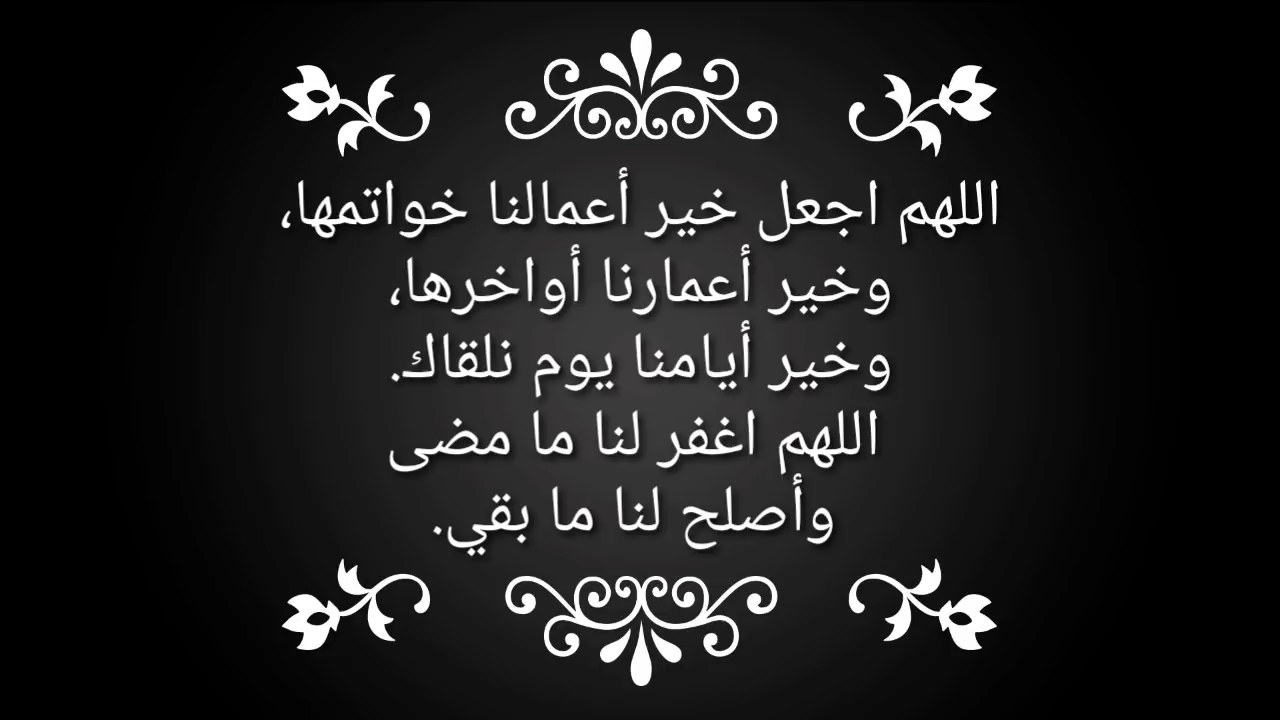 اللهم اجعل خير أعمالنا خواتمها،
وخير أعمارنا أواخرها،
وخير أيامنا يوم نلقاك.
اللهم اغفر لنا ما مضى
وأصلح لنا ما بقي.